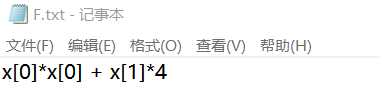 F.txt - 记事本
文件(F) 编辑(E) 格式(O) 查看(V) 帮助(H)
x[0]*x[0] + x[1]*4